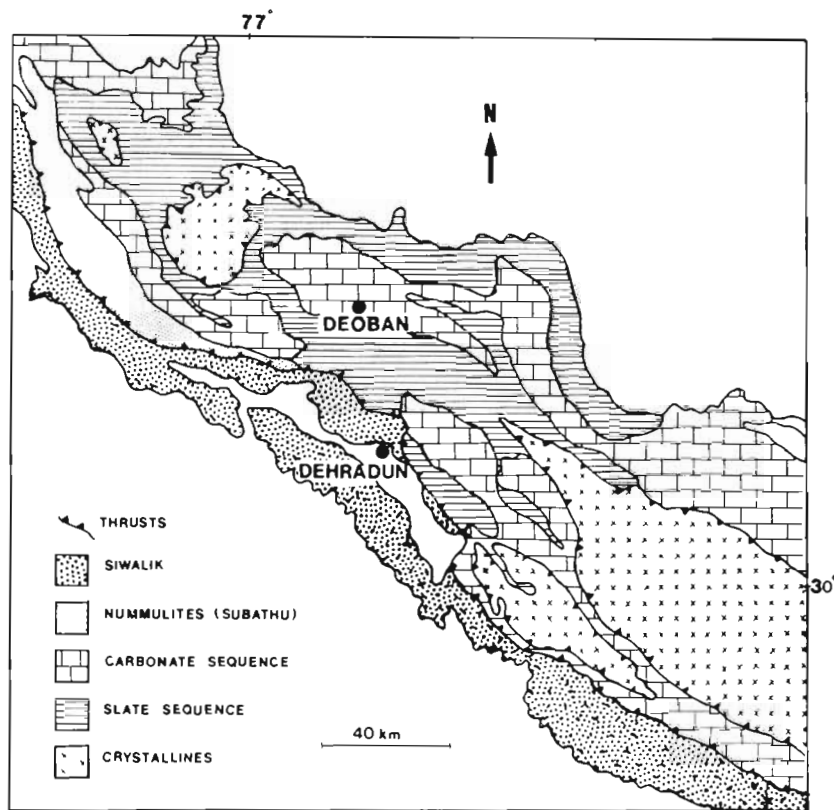 77°
N
DEOBAN
DEHRADUN
30°
THRUSTS
SIWALIK
NUMMULITES (SUBATHU)
CARBONATE SEQUENCE
SLATE SEQUENCE
CRYSTALLINES
40 km